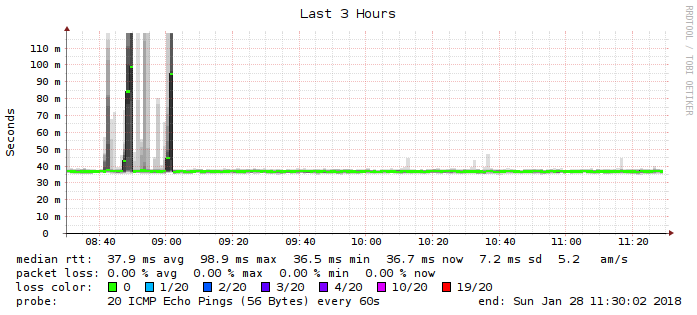 Last 3 Hours
RRDTOOL / TOBI OETIKER
Seconds
110 m
100 m
90 m
80 m
70 m
60 m
50 m
40 m
30 m
20 m
10 m
0
08:40 09:00 09:20 09:40 10:00 10:20 10:40 11:00 11:20
median rtt: 37.9 ms avg 98.9 ms max 36.5 ms min 36.7 ms now 7.2 ms sd 5.2 am/s
packet loss: 0.00 % avg 0.00 % max 0.00 % min 0.00 % now
loss color: 0 1/20 2/20 3/20 4/20 10/20 19/20
probe: 20 ICMP Echo Pings (56 Bytes) every 60s end: Sun Jan 28 11:30:02 2018